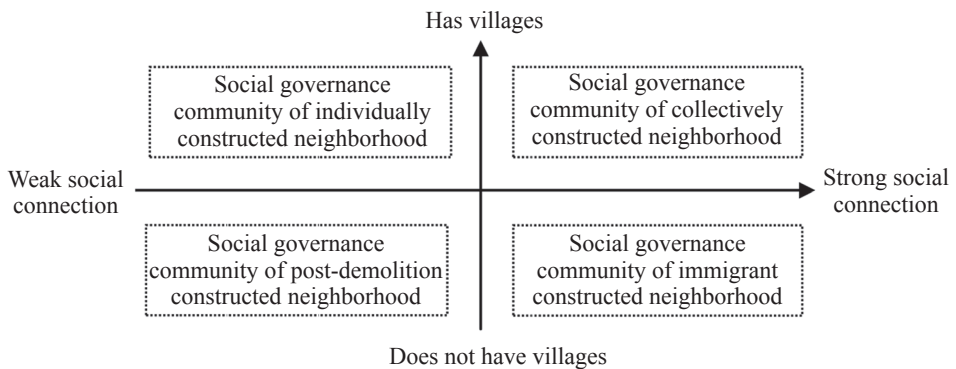 Has villages
Social governance
community of individually
constructed neighborhood
Social governance
community of collectively
constructed neighborhood
Weak social
connection
Strong social
connection
Social governance
community of post-demolition
constructed neighborhood
Social governance
community of immigrant
constructed neighborhood
Does not have villages